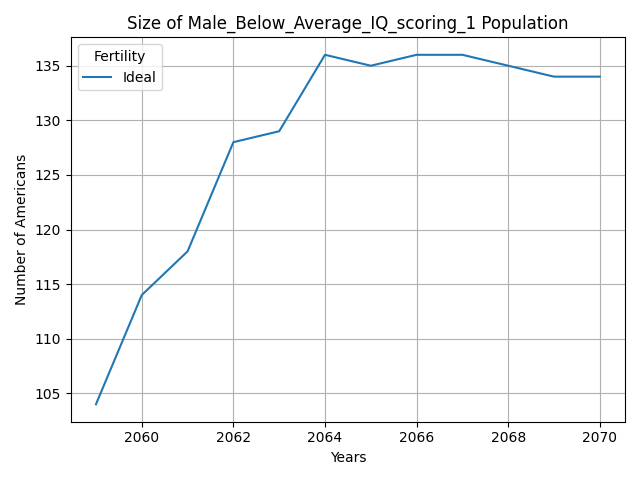 Size of Male_Below_Average_IQ_scoring_1 Population
Fertility
Ideal
Number of Americans
135
130
125
120
115
110
105
2060 2062 2064 2066 2068 2070
Years